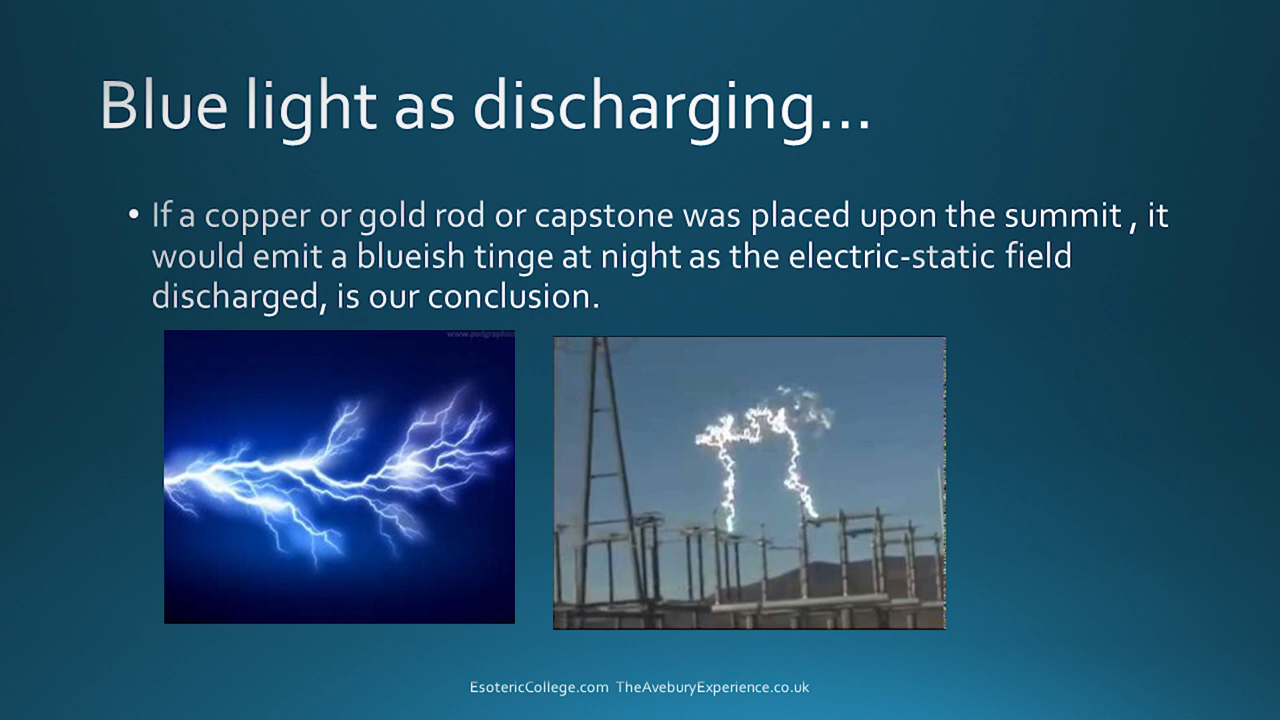 Blue light as discharging...
• If a copper or gold rod or capstone was placed upon the summit , it
would emit a blueish tinge at night as the electric-static field
discharged, is our conclusion.
EsotericCollege.com TheAveburyExperience.co.uk